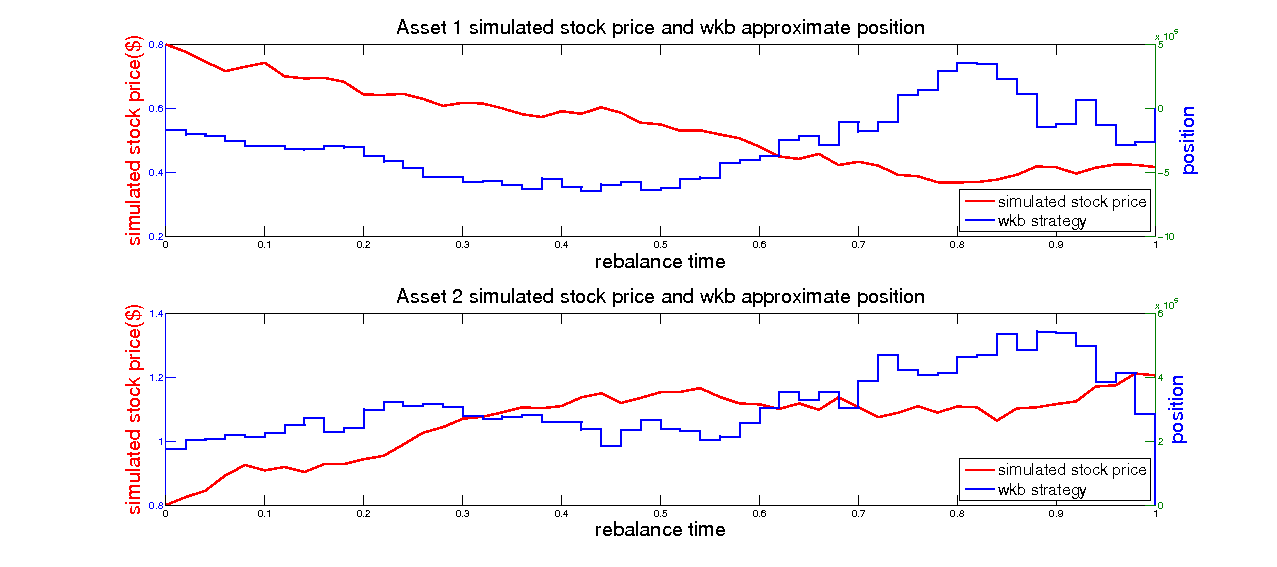 Asset 1 simulated stock price and wkb approximate position
x 10^5
simulated stock price($)
0.8
0.6
0.4
0.2
5
0
-5
-10
position
simulated stock price
wkb strategy
0 0.1 0.2 0.3 0.4 0.5 0.6 0.7 0.8 0.9 1
rebalance time
Asset 2 simulated stock price and wkb approximate position
x 10^5
simulated stock price($)
1.4
1.2
1
0.8
6
4
2
0
position
simulated stock price
wkb strategy
0 0.1 0.2 0.3 0.4 0.5 0.6 0.7 0.8 0.9 1
rebalance time